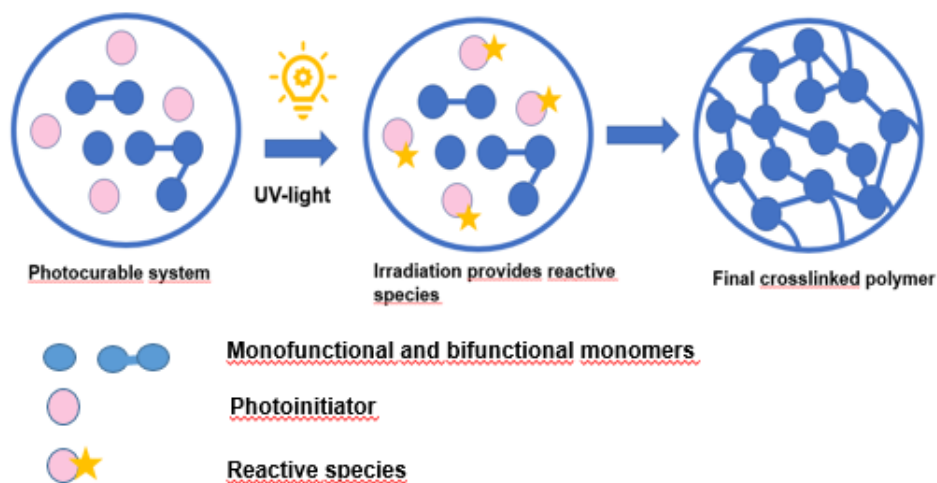 UV-light
Photocurable system
Irradiation provides reactive
species
Final crosslinked polymer
Monofunctional and bifunctional monomers
Photoinitiator
Reactive species